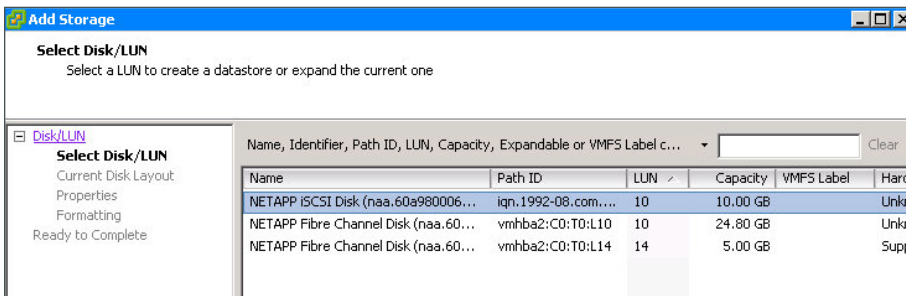 Add Storage
Select Disk/LUN
Select a LUN to create a datastore or expand the current one
Disk/LUN
Select Disk/LUN
Current Disk Layout
Properties
Formatting
Ready to Complete
Name, Identifier, Path ID, LUN, Capacity, Expandable or VMFS Label c... Clear
Name Path ID LUN Capacity VMFS Label Hard
NETAPP iSCSI Disk (naa.60a980006... iqn.1992-08.com.... 10 10.00 GB Unkn
NETAPP Fibre Channel Disk (naa.60... vmhba2:C0:T0:L10 10 24.80 GB Unkn
NETAPP Fibre Channel Disk (naa.60... vmhba2:C0:T0:L14 14 5.00 GB Supp